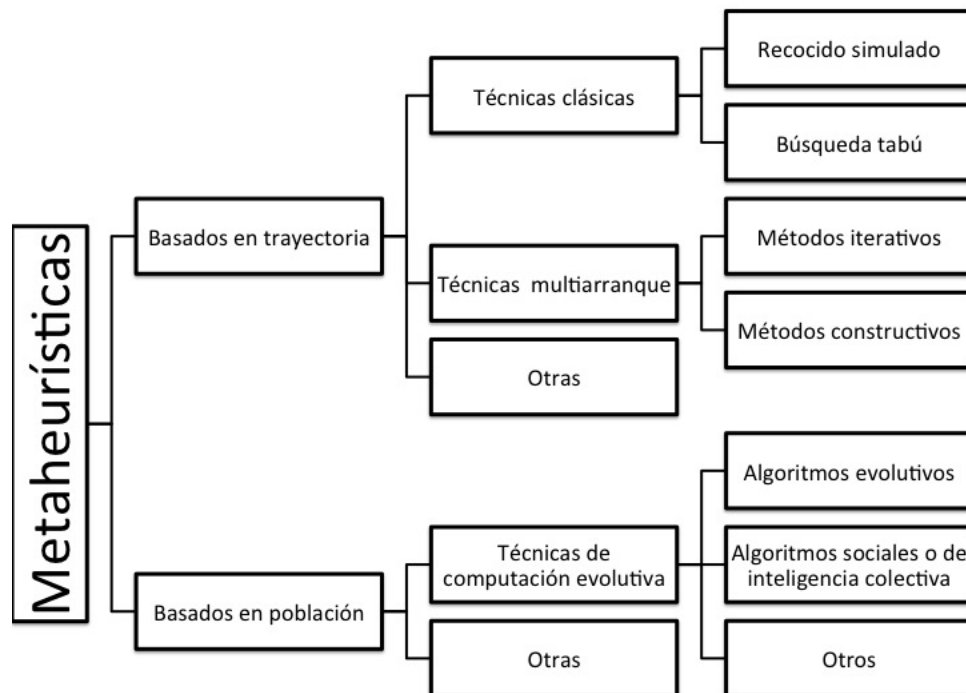 Metaheurísticas
Basados en trayectoria
Técnicas clásicas
Recocido simulado
Búsqueda tabú
Técnicas multiarranque
Métodos iterativos
Métodos constructivos
Otras
Basados en población
Técnicas de
computación evolutiva
Algoritmos evolutivos
Algoritmos sociales o de
inteligencia colectiva
Otros
Otras